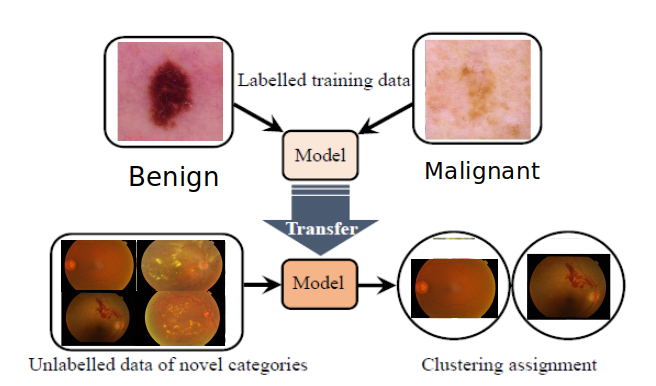 Labelled training data
Benign
Model
Malignant
Transfer
Model
Unlabelled data of novel categories
Clustering assignment